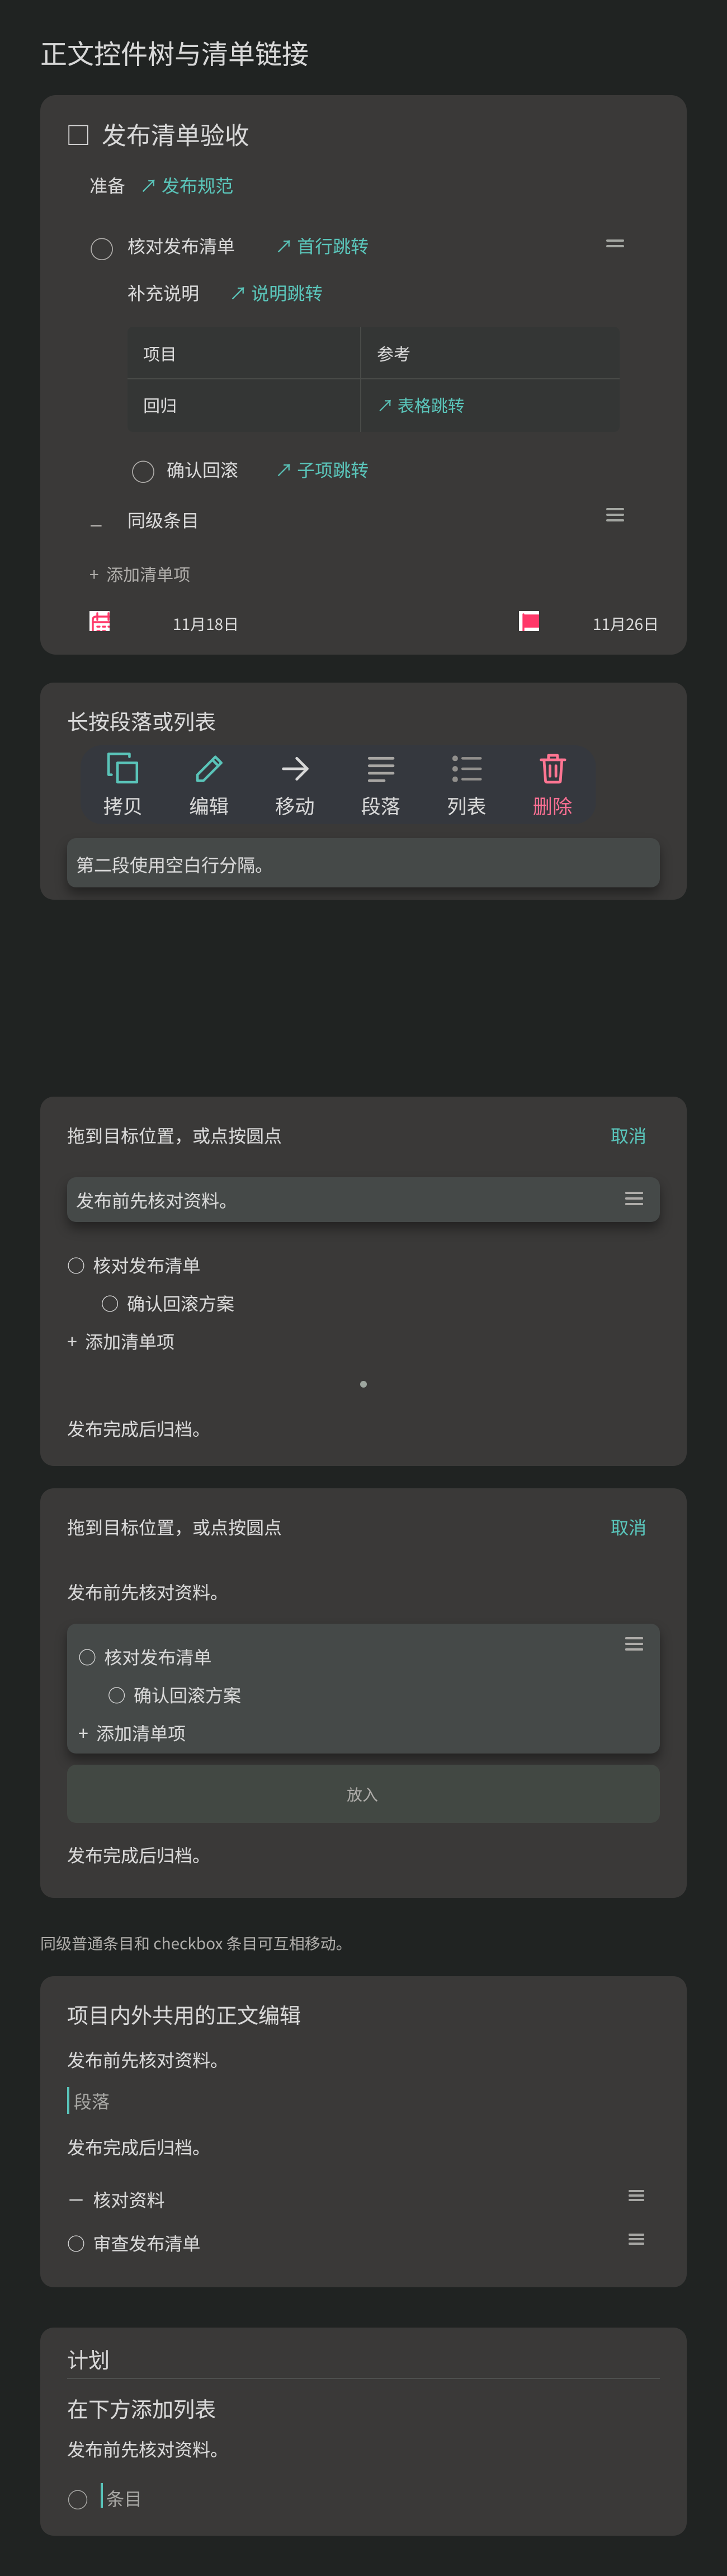 正文控件树与清单链接
发布清单验收
准备 ↗ 发布规范
核对发布清单 ↗ 首行跳转
补充说明 ↗ 说明跳转
项目 参考
回归 ↗ 表格跳转
确认回滚 ↗ 子项跳转
– 同级条目
+ 添加清单项
11月18日 11月26日
长按段落或列表
拷贝 编辑 移动 段落 列表 删除
第二段使用空白行分隔。
拖到目标位置，或点按圆点 取消
发布前先核对资料。
核对发布清单
确认回滚方案
+ 添加清单项
发布完成后归档。
拖到目标位置，或点按圆点 取消
发布前先核对资料。
核对发布清单
确认回滚方案
+ 添加清单项
放入
发布完成后归档。
同级普通条目和 checkbox 条目可互相移动。
项目内外共用的正文编辑
发布前先核对资料。
段落
发布完成后归档。
– 核对资料
审查发布清单
计划
在下方添加列表
发布前先核对资料。
条目